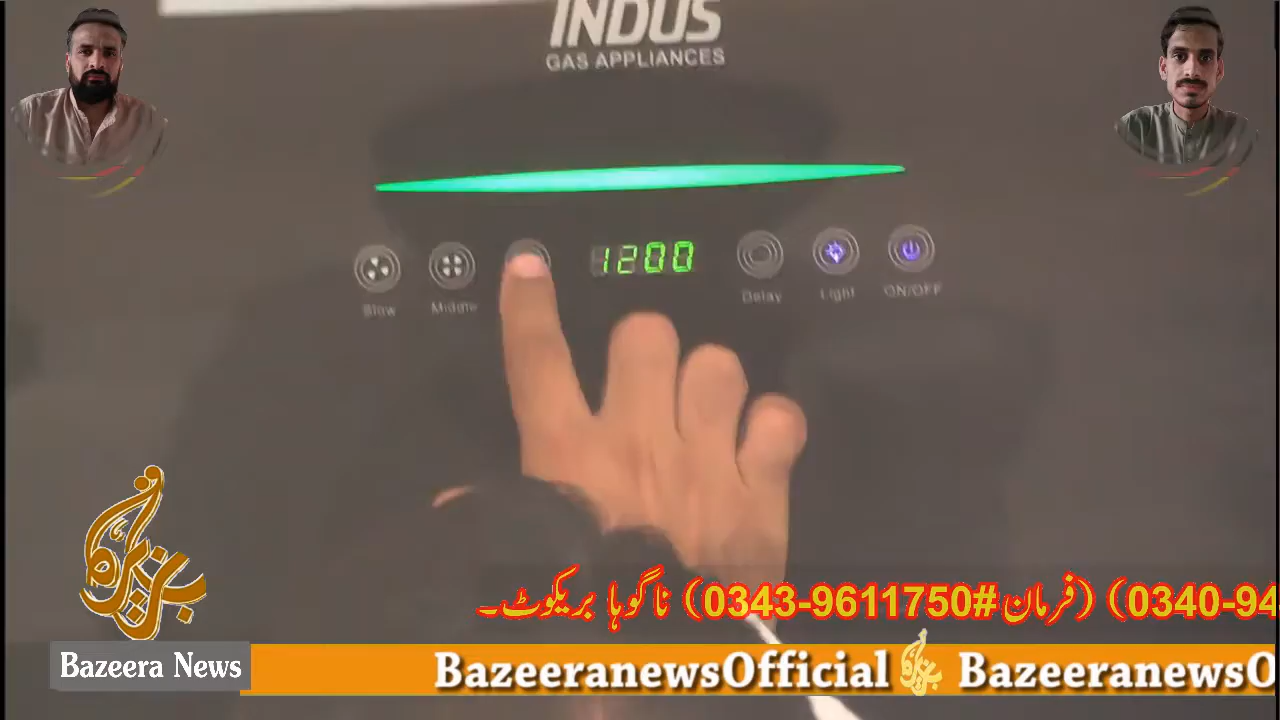 INDUS
GAS APPLIANCES
1200
Slow
Middle
Delay
Light
ON/OFF
0340-94) (فرمان#0343-9611750) ناگوہا بریکوٹ۔
بزیرہ
Bazeera News
BazeeranewsOfficial
BazeeranewsO